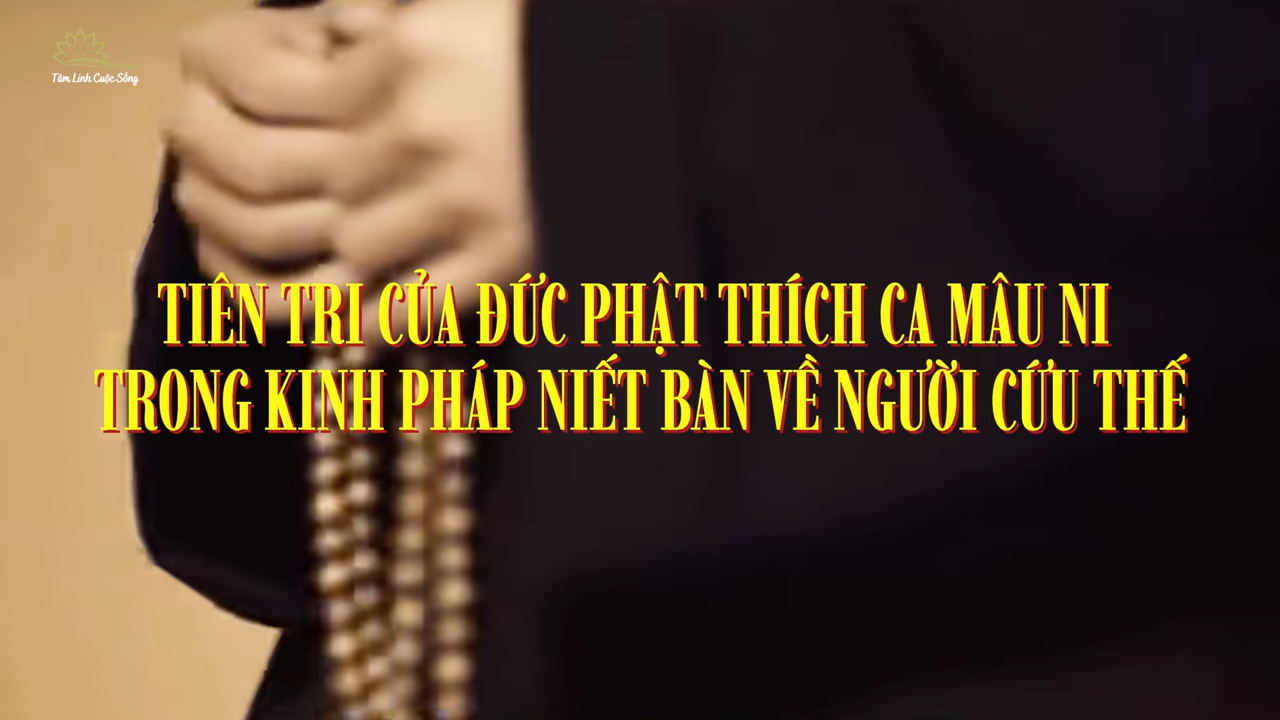 Tâm Linh Cuộc Sống
TIÊN TRI CỦA ĐỨC PHẬT THÍCH CA MÂU NI
TRONG KINH PHÁP NIẾT BÀN VỀ NGƯỜI CỨU THẾ